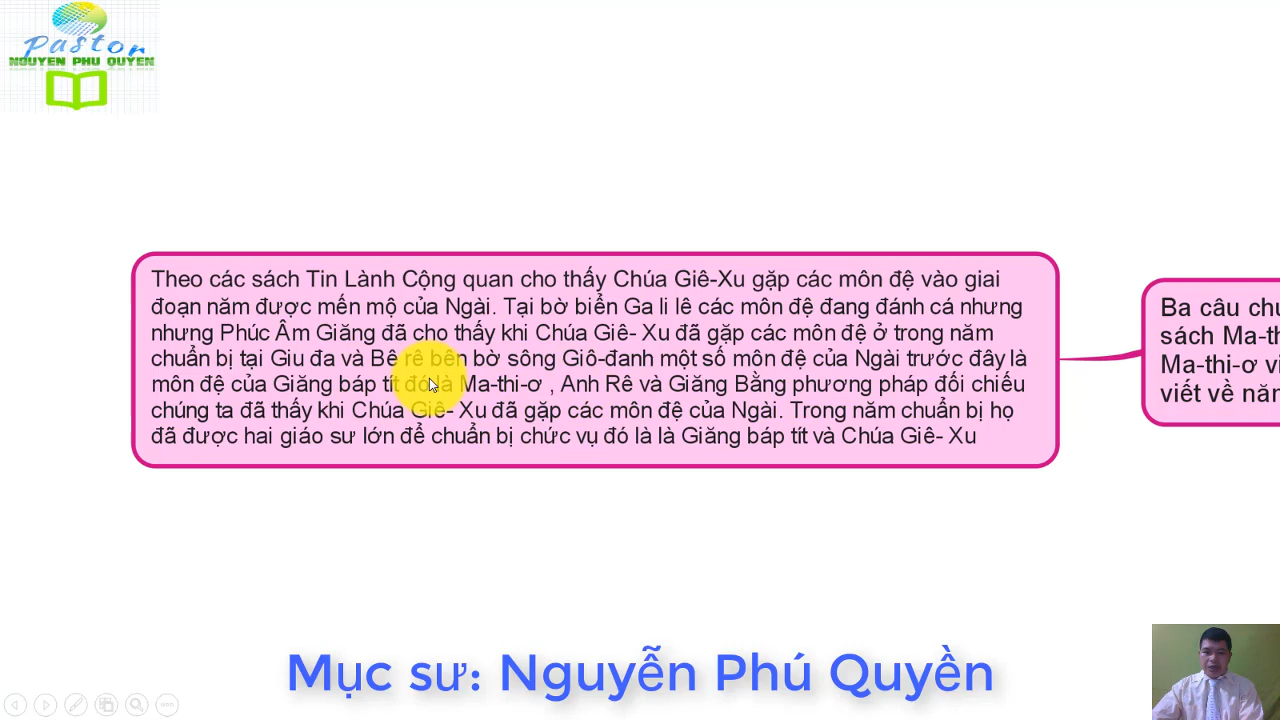 Pastor
NGUYEN PHU QUYEN
Theo các sách Tin Lành Cộng quan cho thấy Chúa Giê-Xu gặp các môn đệ vào giai
đoạn năm được mến mộ của Ngài. Tại bờ biển Ga li lê các môn đệ đang đánh cá nhưng
nhưng Phúc Âm Giăng đã cho thấy khi Chúa Giê- Xu đã gặp các môn đệ ở trong năm
chuẩn bị tại Giu đa và Bê rê bên bờ sông Giô-đanh một số môn đệ của Ngài trước đây là
môn đệ của Giăng báp tít đó là Ma-thi-ơ , Anh Rê và Giăng Bằng phương pháp đối chiếu
chúng ta đã thấy khi Chúa Giê- Xu đã gặp các môn đệ của Ngài. Trong năm chuẩn bị họ
đã được hai giáo sư lớn để chuẩn bị chức vụ đó là là Giăng báp tít và Chúa Giê- Xu
Ba câu
sách Ma-
Ma-thi-ơ
viết về
Mục sư: Nguyễn Phú Quyền